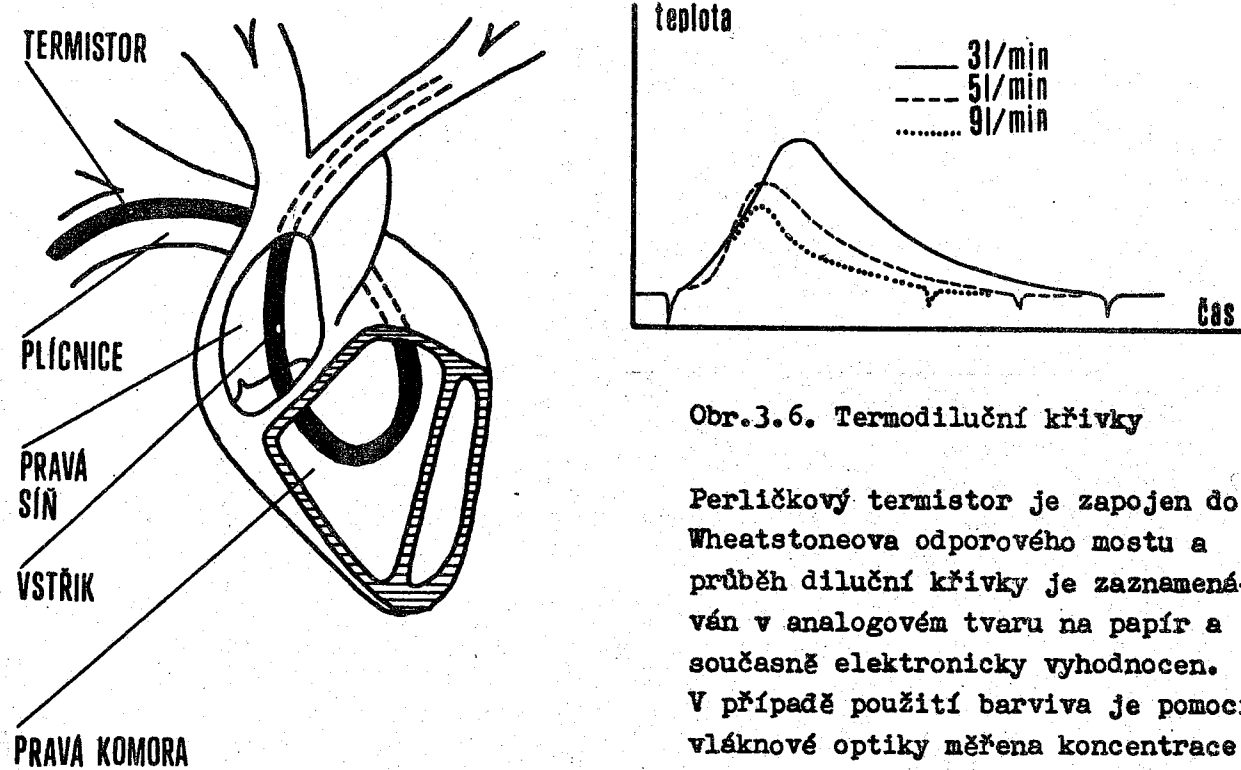 TERMISTOR
PLÍCNICE
PRAVÁ
SÍŇ
VSTŘIK
PRAVÁ KOMORA
teplota
3l/min
5l/min
9l/min
čas
Obr.3.6. Termodiluční křivky
Perličkový termistor je zapojen do
Wheatstoneova odporového mostu a
průběh diluční křivky je zaznamená-
ván v analogovém tvaru na papír a
současně elektronicky vyhodnocen.
V případě použití barviva je pomocí
vláknové optiky měřena koncentrace